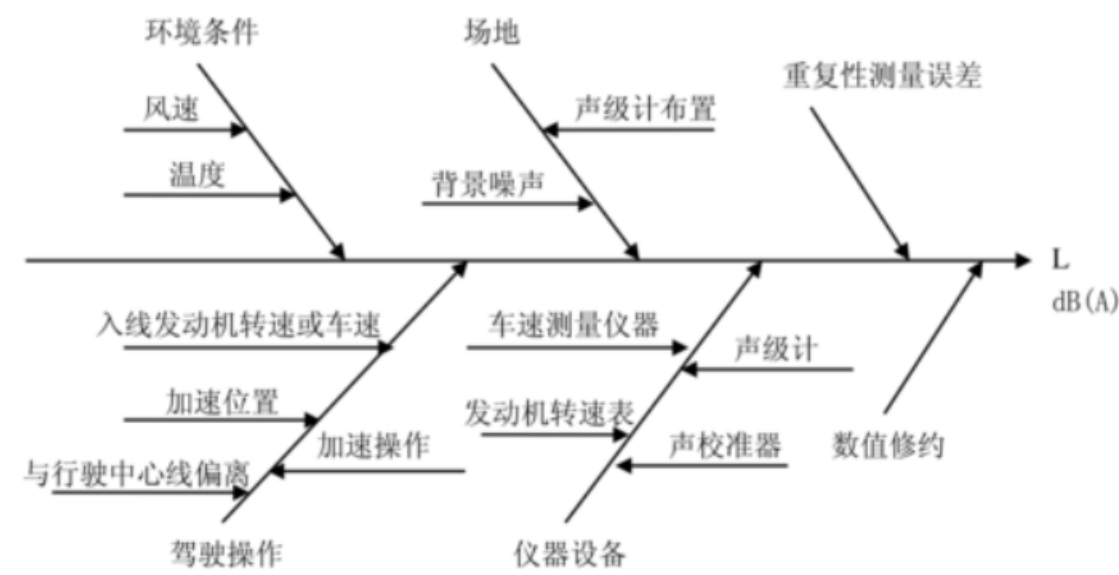 环境条件
场地
重复性测量误差
风速
声级计布置
温度
背景噪声
L
dB(A)
入线发动机转速或车速
车速测量仪器
声级计
加速位置
发动机转速表
加速操作
声校准器
数值修约
与行驶中心线偏离
驾驶操作
仪器设备